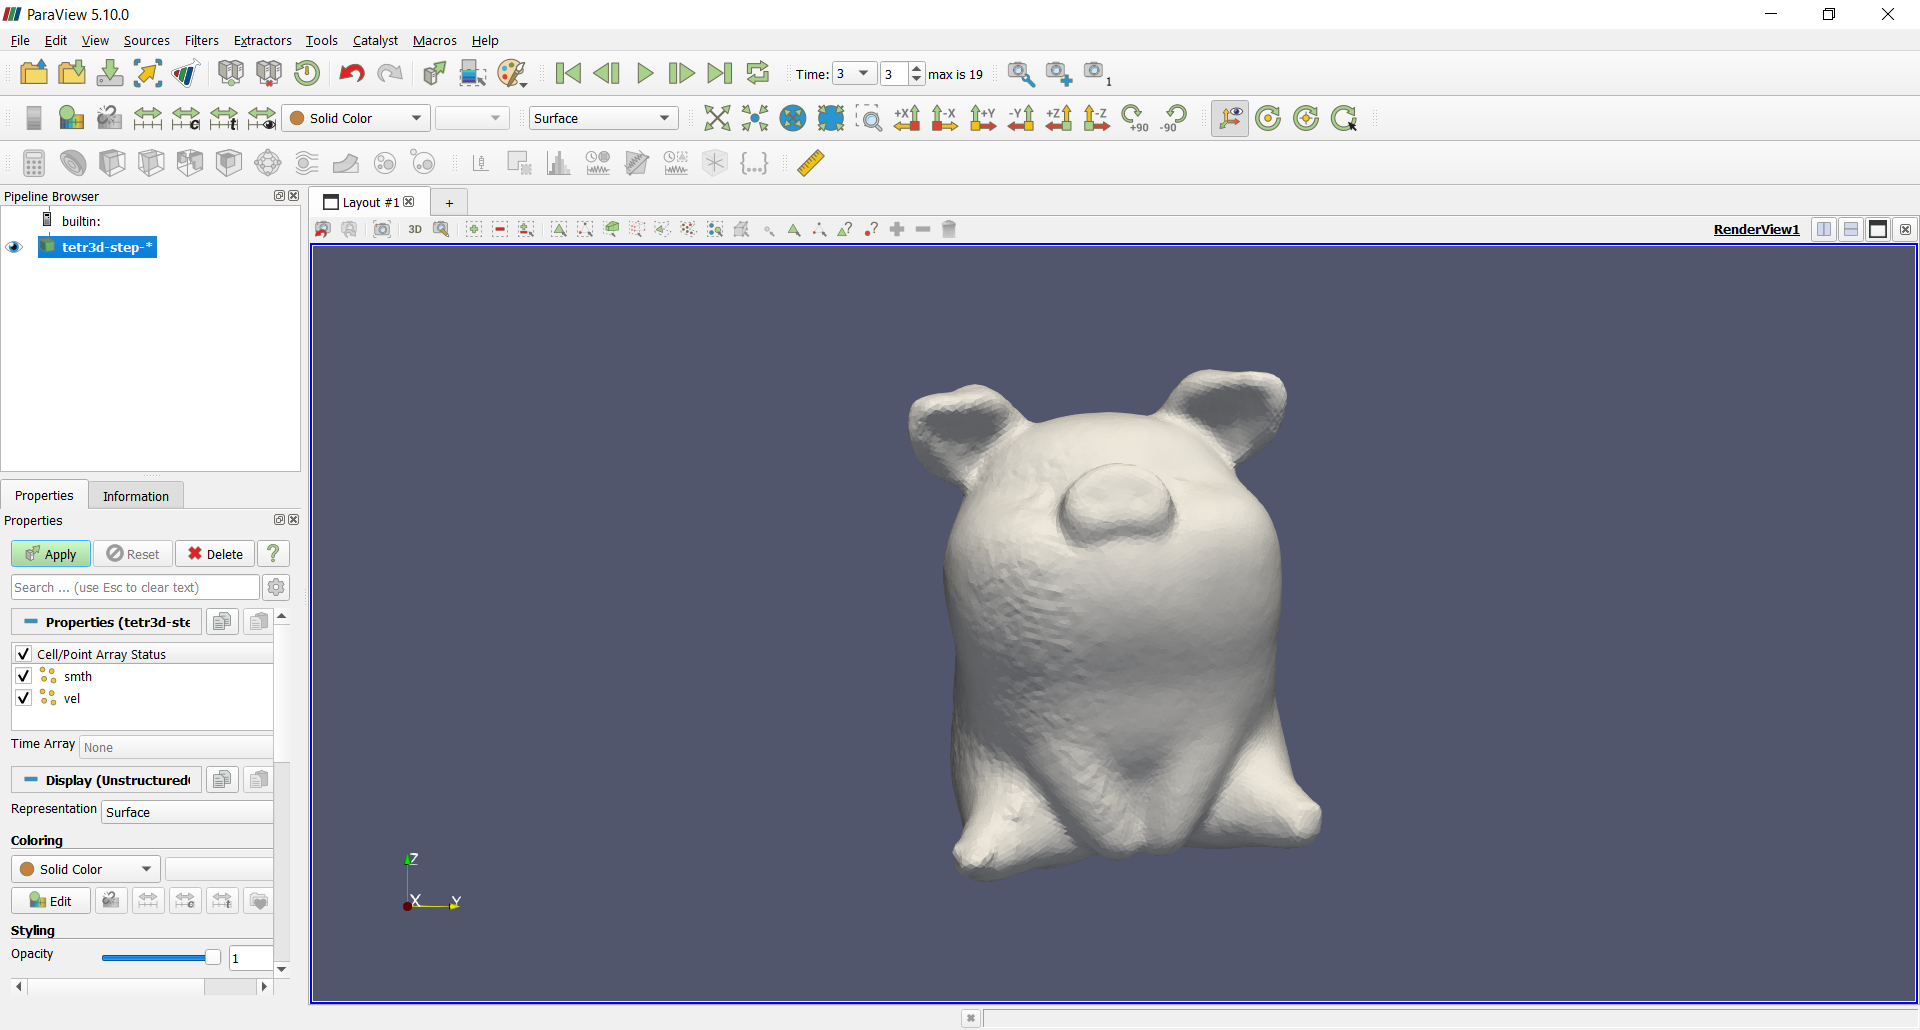 ParaView 5.10.0
File Edit View Sources Filters Extractors Tools Catalyst Macros Help
Time: 3 3 max is 19 1
c t Solid Color Surface +X -X +Y -Y +Z -Z +90 -90
{...}
Pipeline Browser
Layout #1 +
builtin:
3D
RenderView1
tetr3d-step-*
Properties Information
Properties
Apply Reset Delete ?
Search ... (use Esc to clear text)
Properties (tetr3d-ste
Cell/Point Array Status
smth
vel
Time Array None
Display (Unstructured
Representation Surface
Coloring
Solid Color
Edit c t
Styling
Opacity 1
Z
X Y